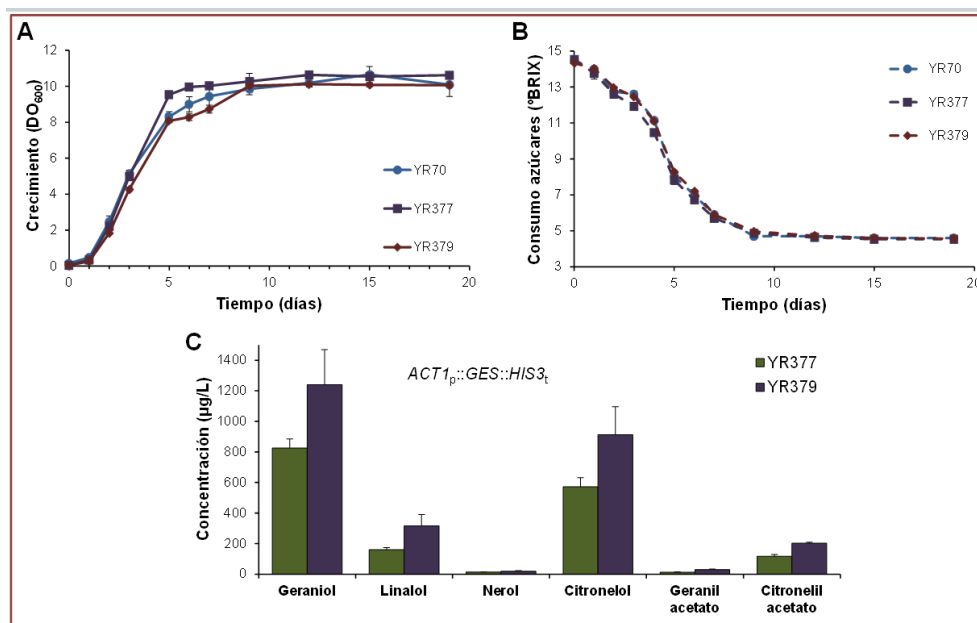 A
Crecimiento (DO600)
12
10
8
6
4
2
0
0
5
10
15
20
Tiempo (días)
YR70
YR377
YR379
B
Consumo azúcares (ºBRIX)
15
13
11
9
7
5
3
0
5
10
15
20
Tiempo (días)
YR70
YR377
YR379
C
Concentración (µg/L)
1400
1200
1000
800
600
400
200
0
ACT1p::GES::HIS3t
YR377
YR379
Geraniol
Linalol
Nerol
Citronelol
Geranil
acetato
Citronelil
acetato